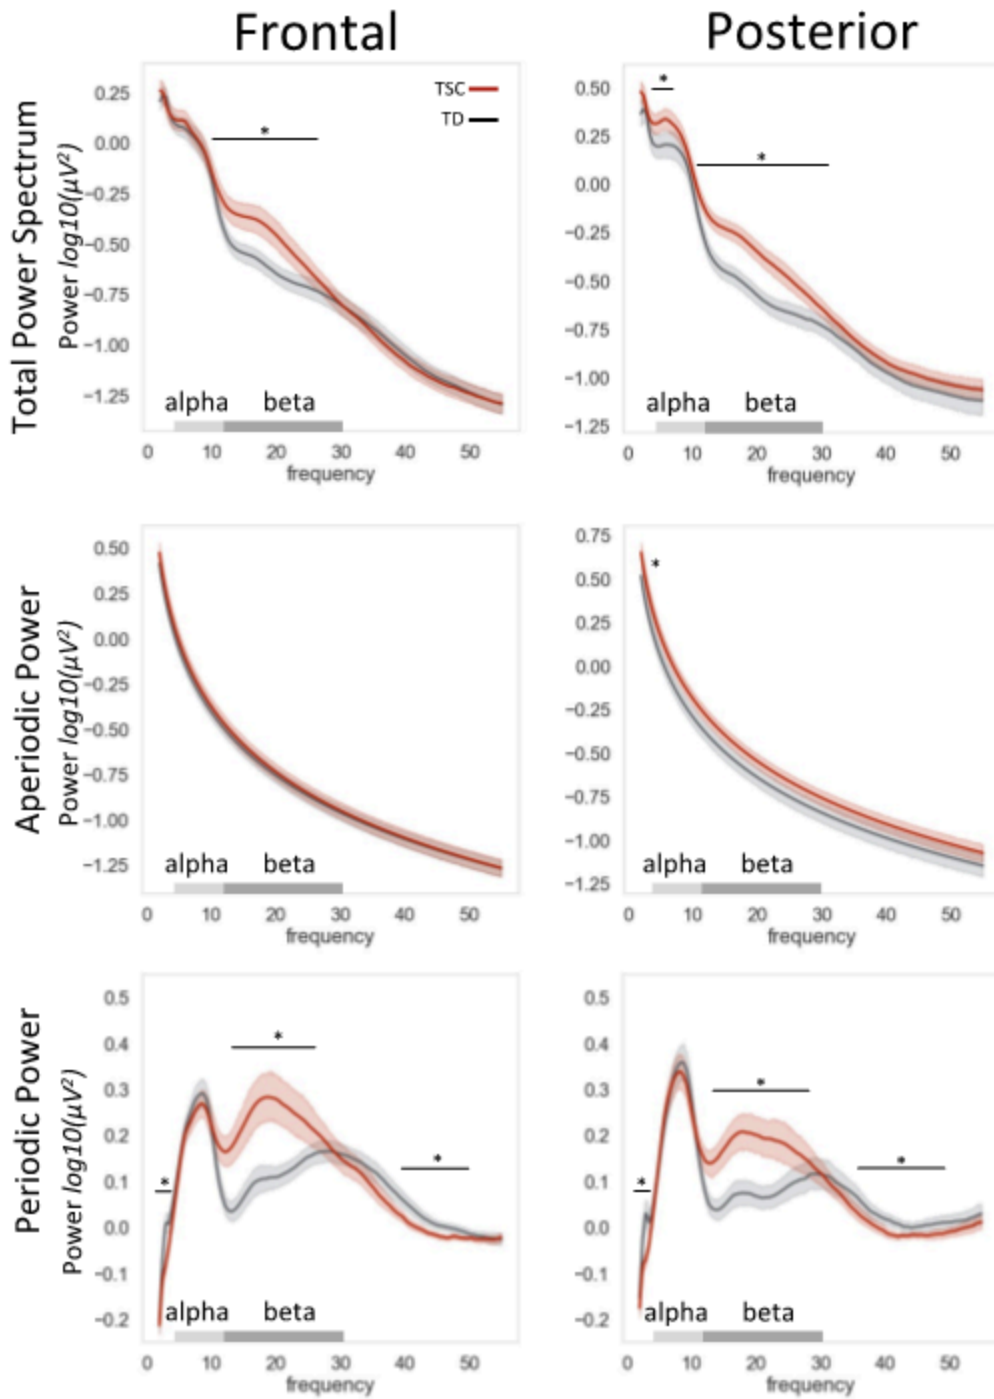 Frontal
Posterior
Total Power Spectrum
Power log10(μV²)
0.25
0.00
−0.25
−0.50
−0.75
−1.00
−1.25
TSC
TD
*
alpha
beta
0 10 20 30 40 50
frequency
0.50
0.25
0.00
−0.25
−0.50
−0.75
−1.00
−1.25
*
*
alpha
beta
0 10 20 30 40 50
frequency
Aperiodic Power
Power log10(μV²)
0.50
0.25
0.00
−0.25
−0.50
−0.75
−1.00
−1.25
alpha
beta
0 10 20 30 40 50
frequency
0.75
0.50
0.25
0.00
−0.25
−0.50
−0.75
−1.00
−1.25
*
alpha
beta
0 10 20 30 40 50
frequency
Periodic Power
Power log10(μV²)
0.5
0.4
0.3
0.2
0.1
0.0
−0.1
−0.2
*
*
*
alpha
beta
0 10 20 30 40 50
frequency
0.5
0.4
0.3
0.2
0.1
0.0
−0.1
−0.2
*
*
*
alpha
beta
0 10 20 30 40 50
frequency